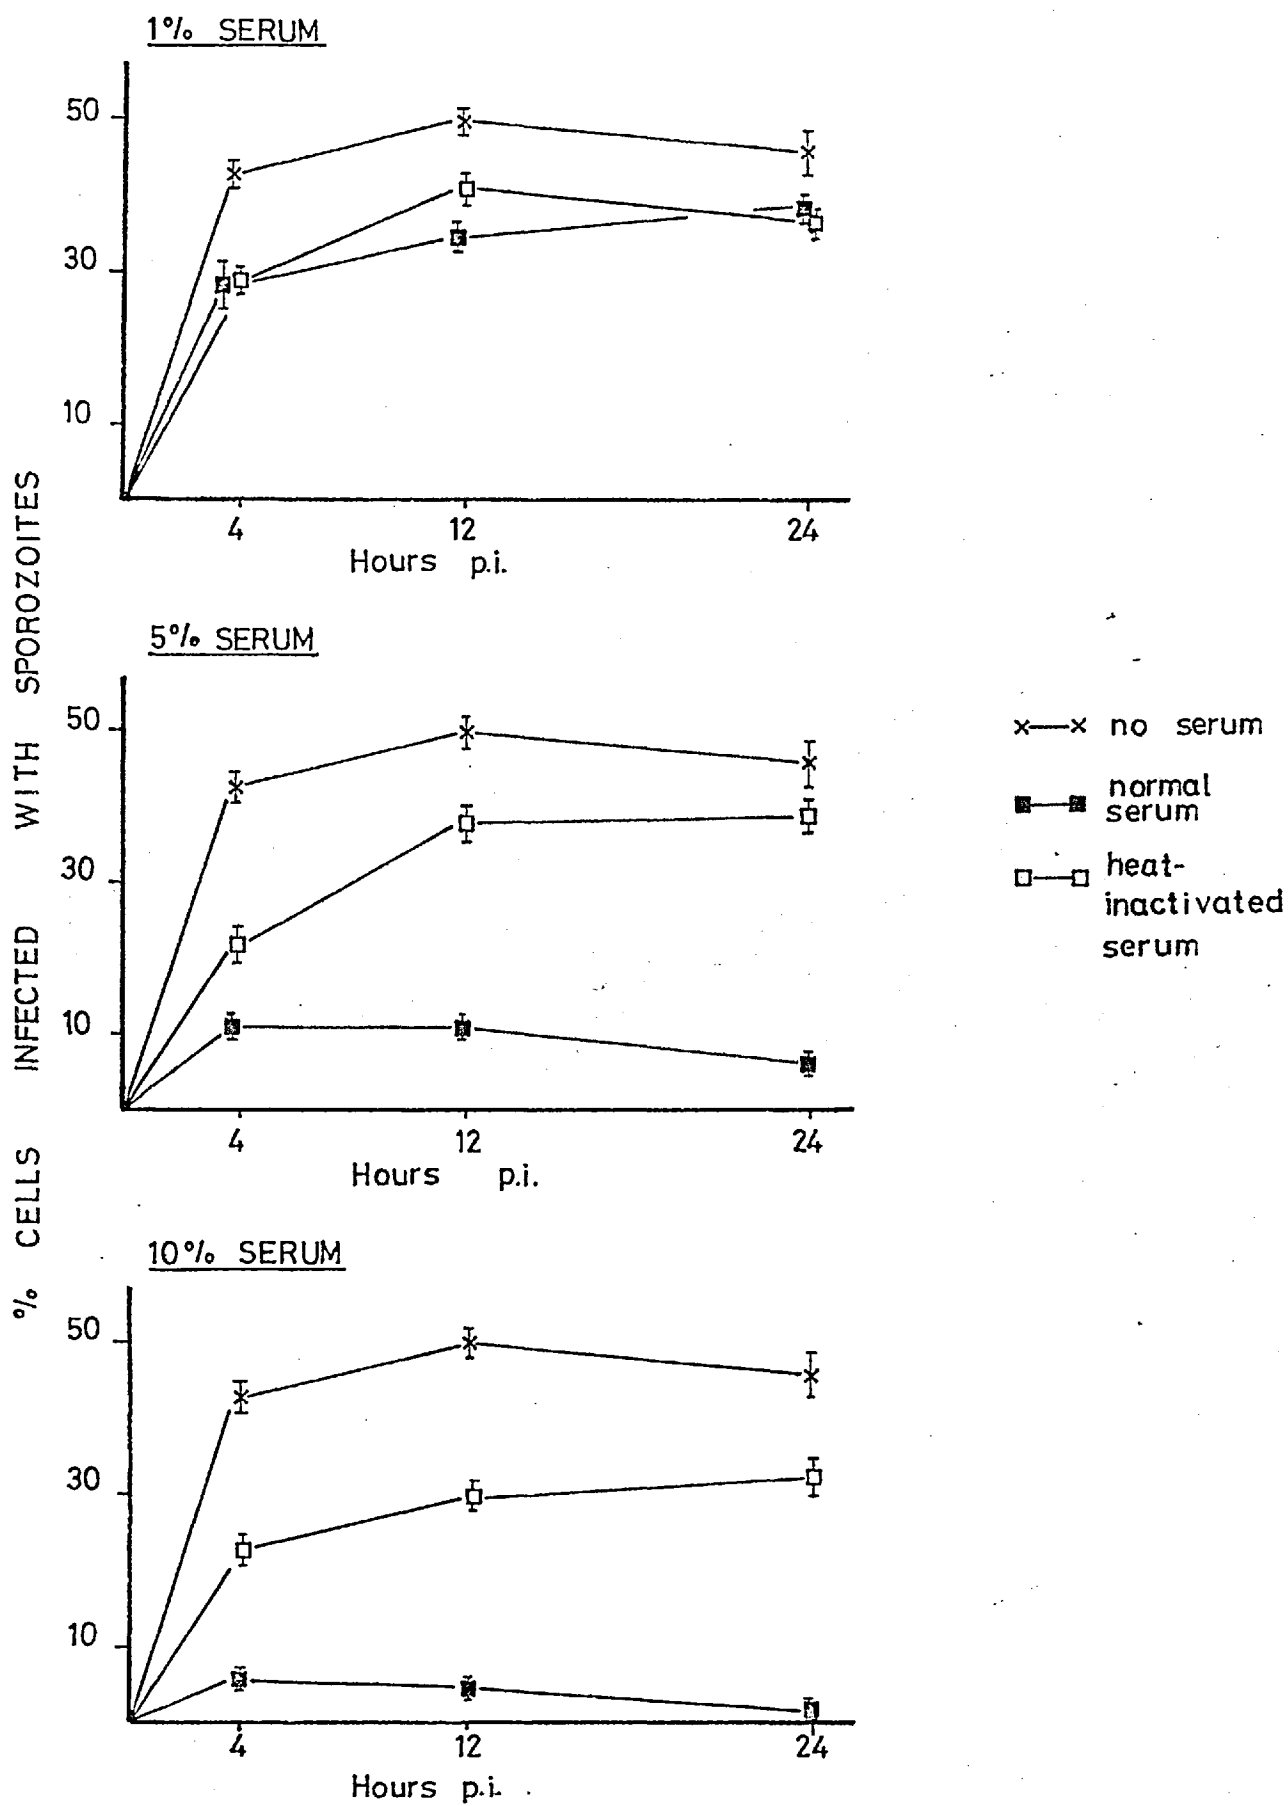 1% SERUM
50
30
10
4 12 24
Hours p.i.
5% SERUM
50
30
10
4 12 24
Hours p.i.
10% SERUM
50
30
10
4 12 24
Hours p.i.
% CELLS INFECTED WITH SPOROZOITES
no serum
normal
serum
heat-
inactivated
serum